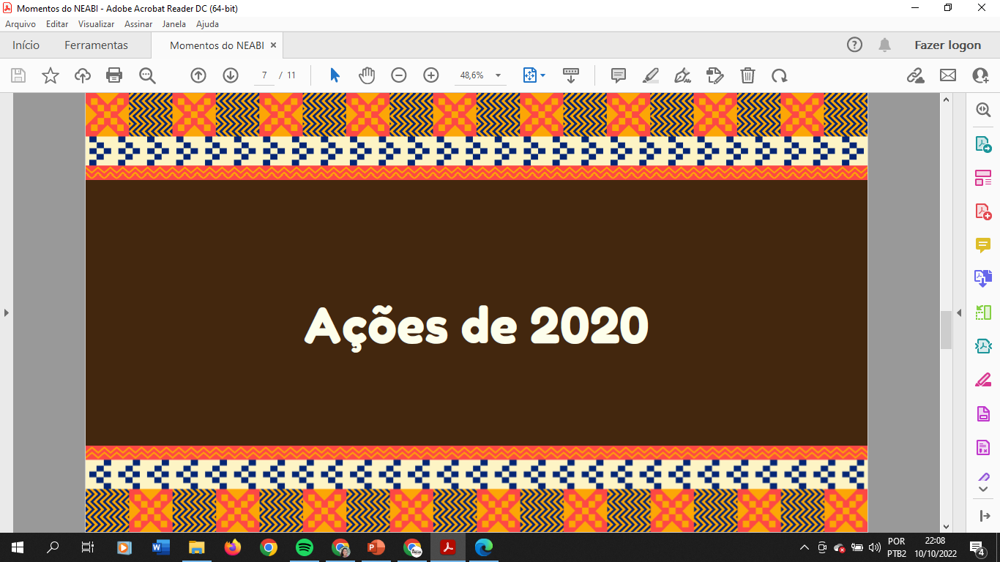 Momentos do NEABI - Adobe Acrobat Reader DC (64-bit)
Arquivo Editar Visualizar Assinar Janela Ajuda
Início Ferramentas Momentos do NEABI × Fazer logon
7 / 11 48,6%
Ações de 2020
POR 22:08
PTB2 10/10/2022 4